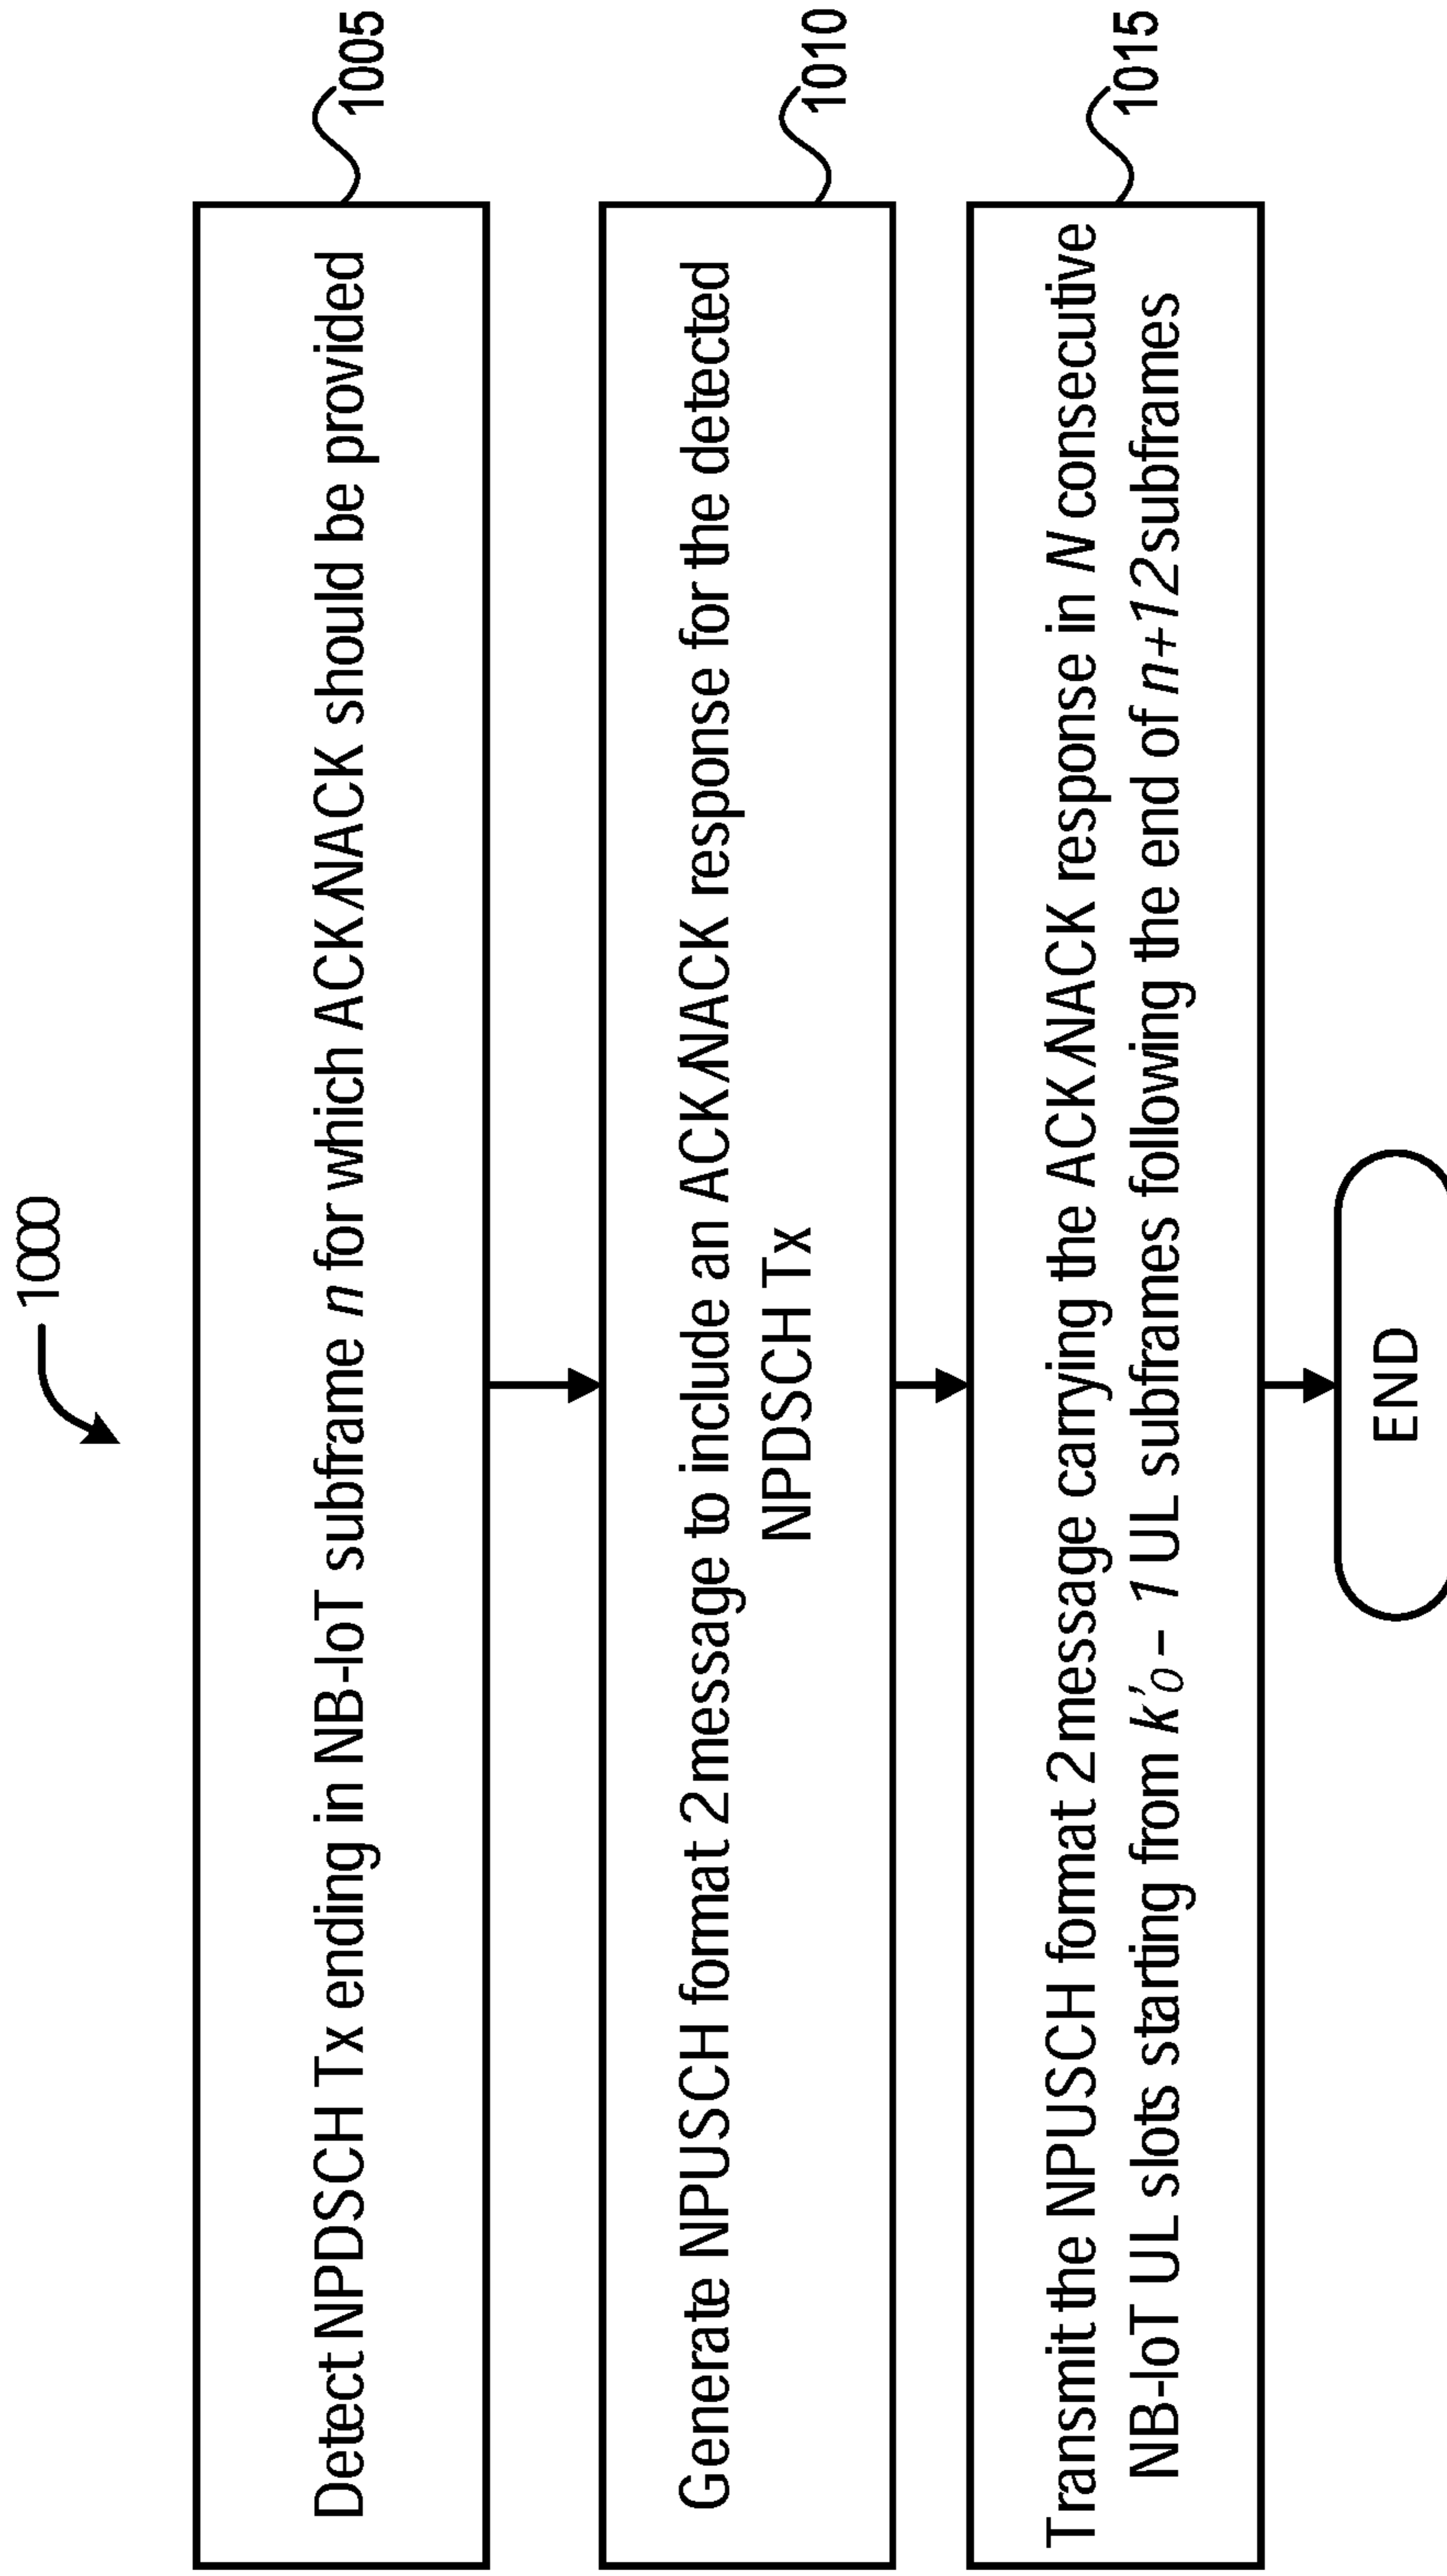 1000
Detect NPDSCH Tx ending in NB-IoT subframe n for which ACK/NACK should be provided
1005
Generate NPUSCH format 2 message to include an ACK/NACK response for the detected
NPDSCH Tx
1010
Transmit the NPUSCH format 2 message carrying the ACK/NACK response in N consecutive
NB-IoT UL slots starting from k'₀ – 1 UL subframes following the end of n+12 subframes
1015
END